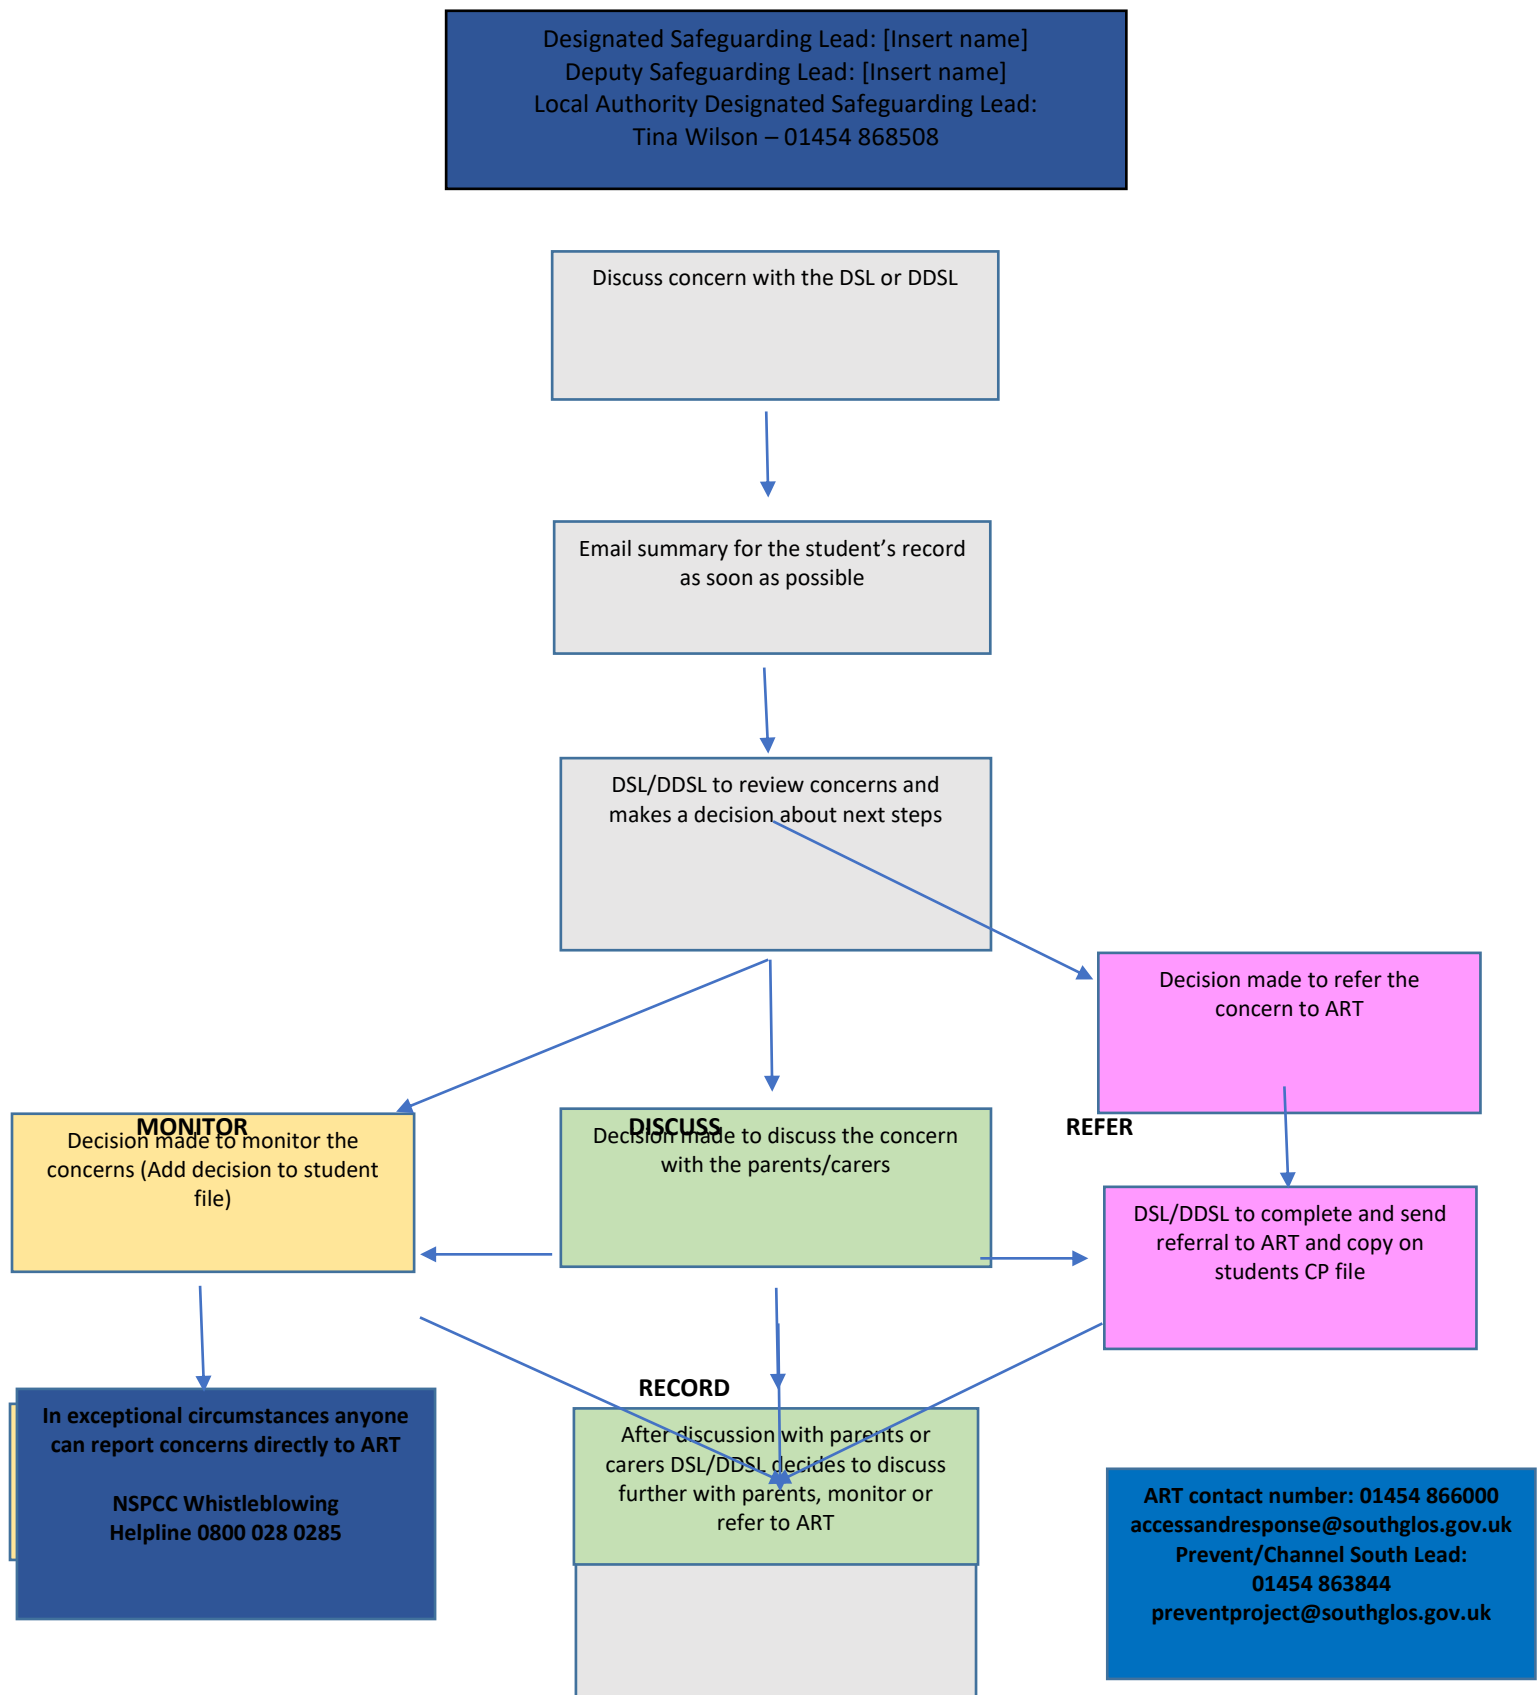 Designated Safeguarding Lead: [Insert name]
Deputy Safeguarding Lead: [Insert name]
Local Authority Designated Safeguarding Lead:
Tina Wilson – 01454 868508
Discuss concern with the DSL or DDSL
Email summary for the student’s record
as soon as possible
DSL/DDSL to review concerns and
makes a decision about next steps
Decision made to refer the
concern to ART
MONITOR
Decision made to monitor the
concerns (Add decision to student
file)
DISCUSS
Decision made to discuss the concern
with the parents/carers
REFER
DSL/DDSL to complete and send
referral to ART and copy on
students CP file
In exceptional circumstances anyone
can report concerns directly to ART
NSPCC Whistleblowing
Helpline 0800 028 0285
RECORD
After discussion with parents or
carers DSL/DDSL decides to discuss
further with parents, monitor or
refer to ART
ART contact number: 01454 866000
accessandresponse@southglos.gov.uk
Prevent/Channel South Lead:
01454 863844
preventproject@southglos.gov.uk